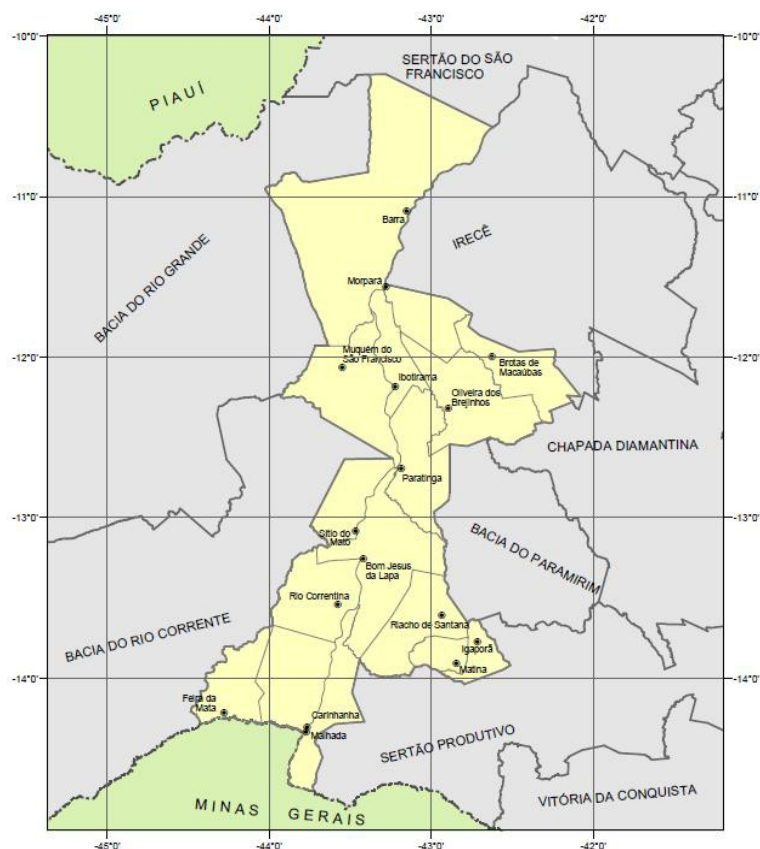 -45°0'
-44°0'
-43°0'
-42°0'
-10°0'
-10°0'
SERTÃO DO SÃO
FRANCISCO
PIAUÍ
-11°0'
-11°0'
Barra
IRECÊ
BACIA DO RIO GRANDE
Morpará
-12°0'
-12°0'
Muquém do
São Francisco
Brotas de
Macaúbas
Ibotirama
Oliveira dos
Brejinhos
CHAPADA DIAMANTINA
Paratinga
-13°0'
-13°0'
Sítio do
Mato
BACIA DO PARAMIRIM
Bom Jesus
da Lapa
Rio Correntina
BACIA DO RIO CORRENTE
Riacho de Santana
Igaporã
Matina
-14°0'
-14°0'
Feira da
Mata
Carinhanha
Malhada
SERTÃO PRODUTIVO
MINAS GERAIS
VITÓRIA DA CONQUISTA
-45°0'
-44°0'
-43°0'
-42°0'